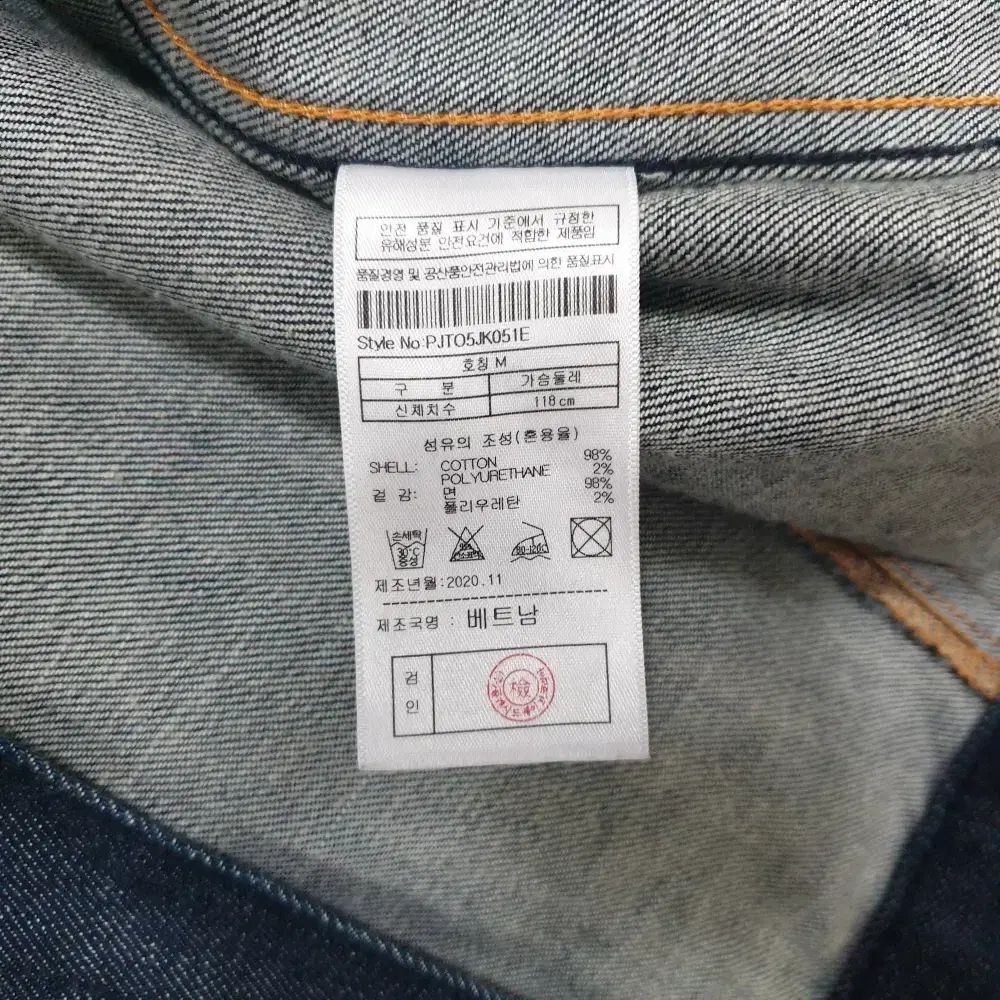 안전 품질 표시 기준에서 규정한
유해성분 안전요건에 적합한 제품임
품질경영 및 공산품안전관리법에 의한 품질표시
Style No:PJTO5JK051E
호칭 M
구 분 가슴둘레
신체치수 118cm
섬유의 조성(혼용율)
SHELL: COTTON 98%
POLYURETHANE 2%
겉 감: 면 98%
폴리우레탄 2%
손세탁
30°C
중성
80-120C
제조년월:2020.11
제조국명 : 베트남
검
인
檢